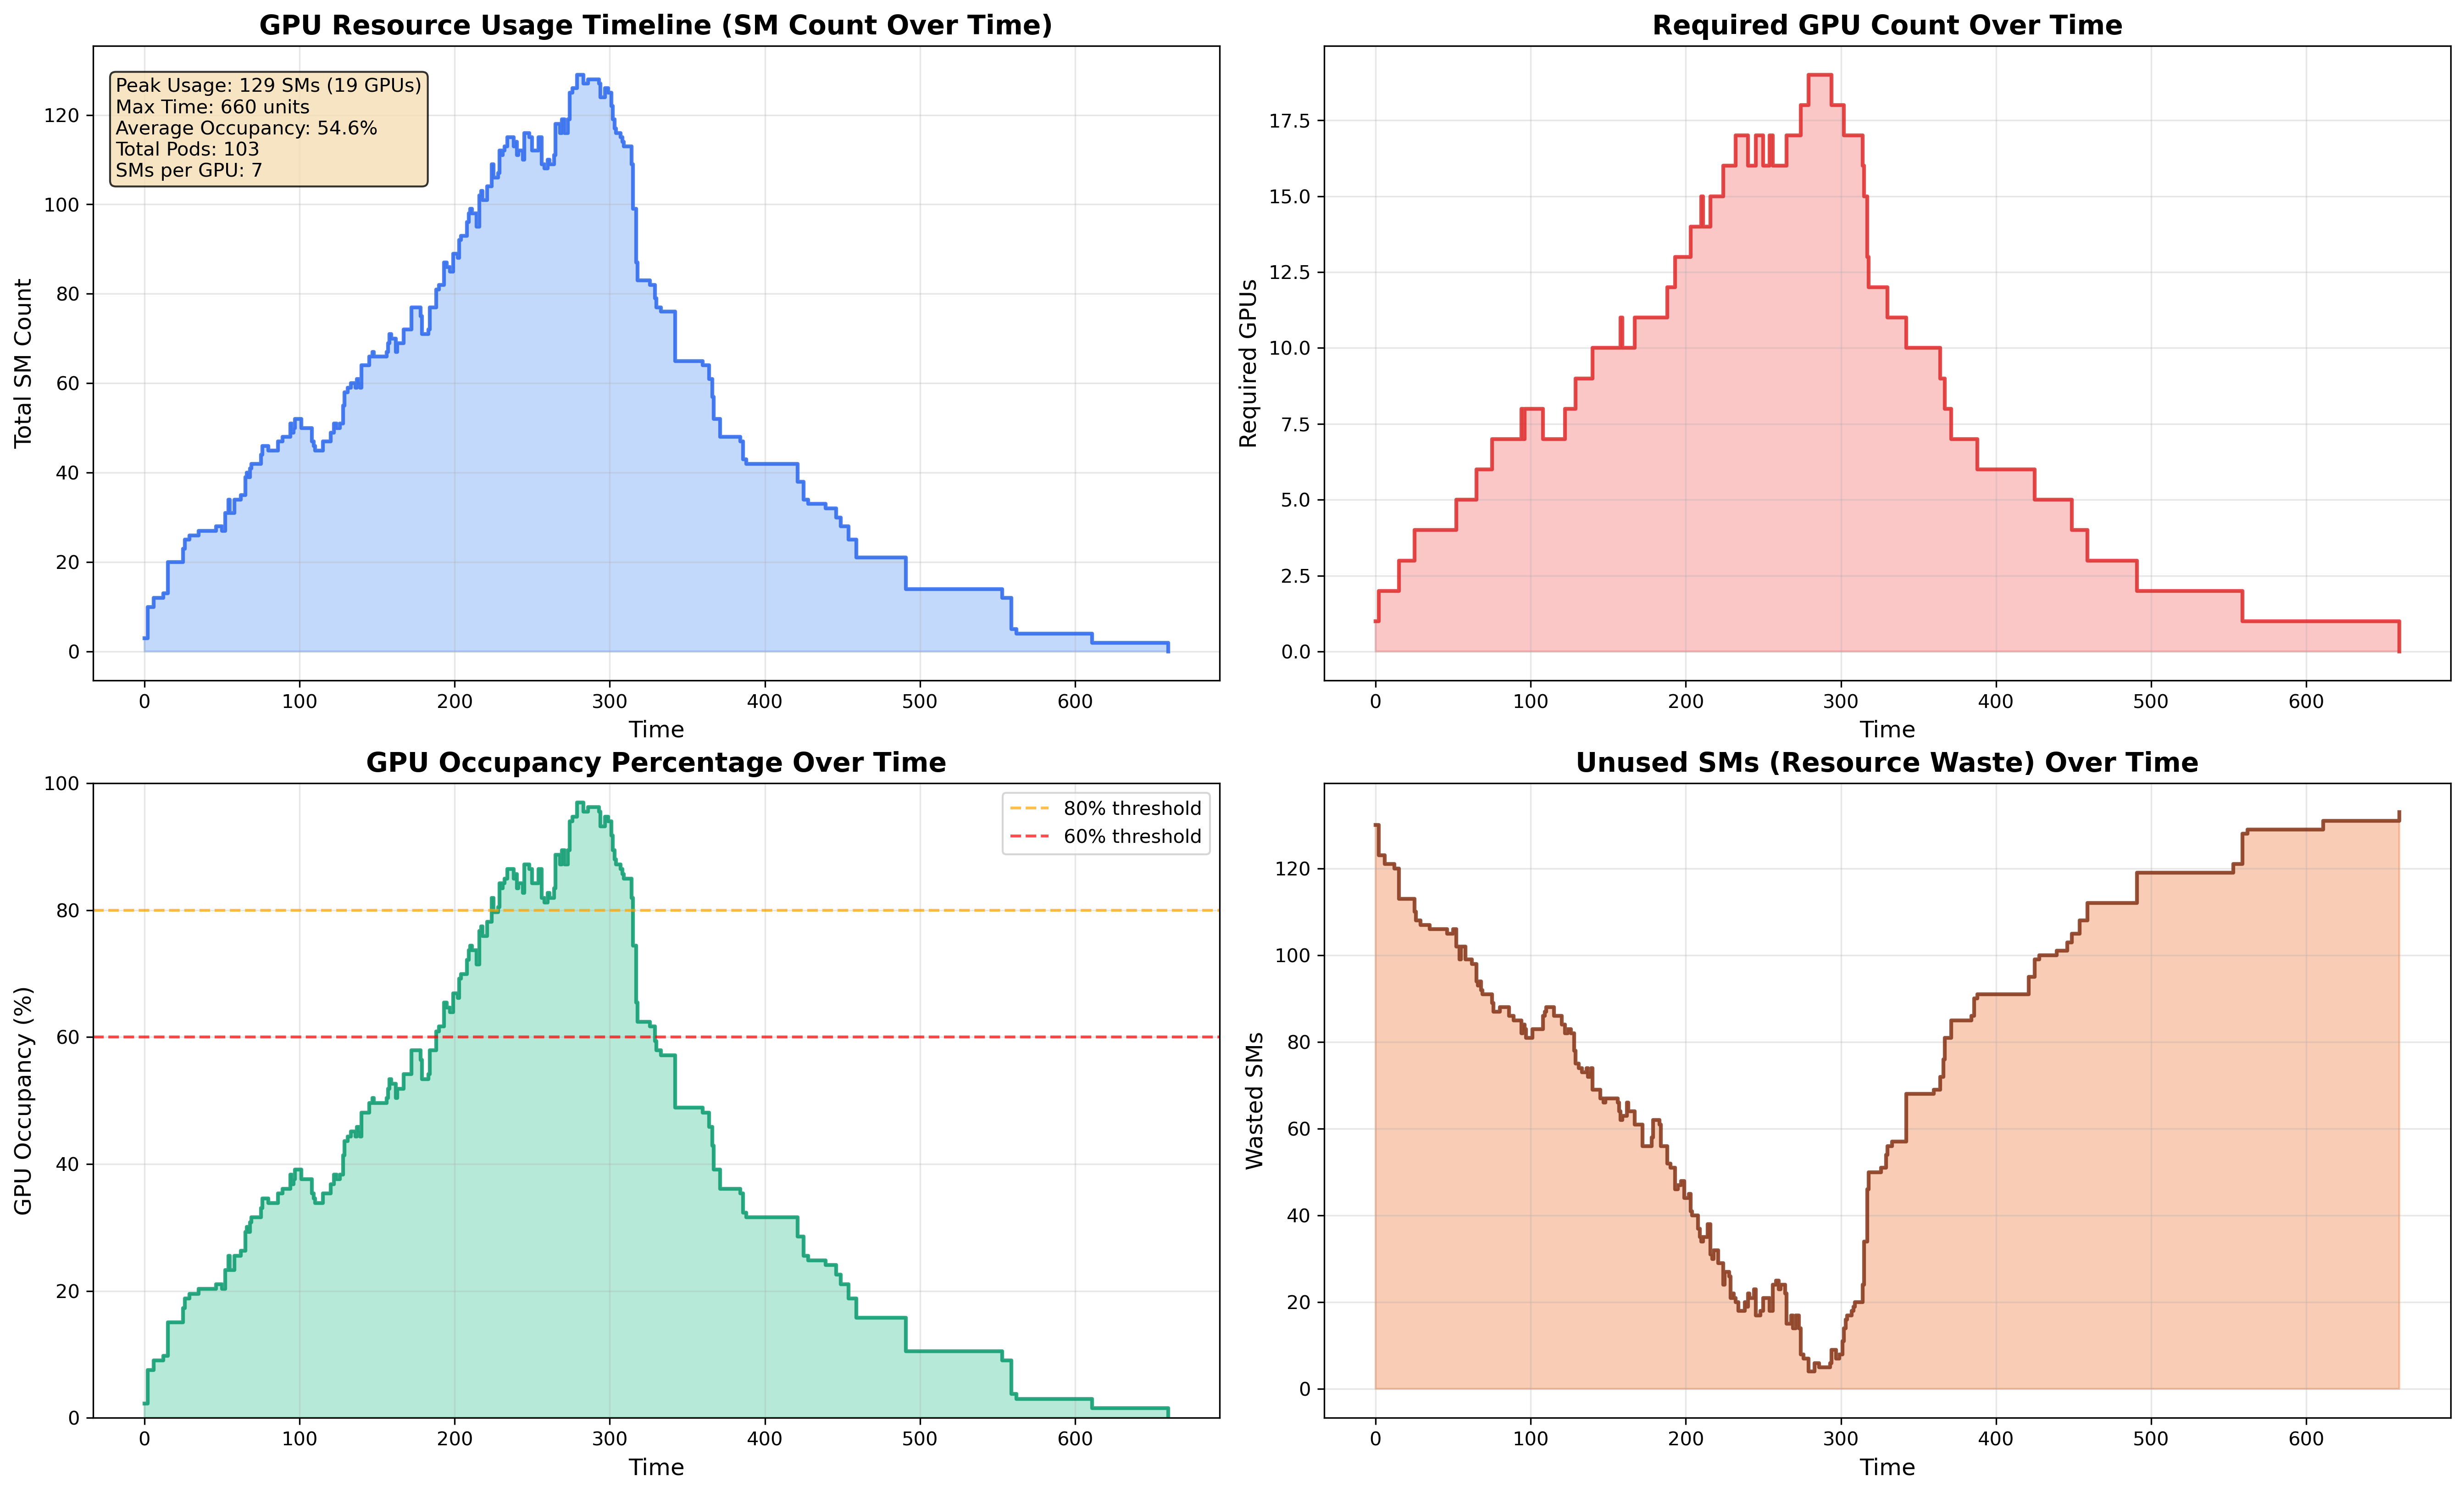 GPU Resource Usage Timeline (SM Count Over Time)
Total SM Count
120
100
80
60
40
20
0
Peak Usage: 129 SMs (19 GPUs)
Max Time: 660 units
Average Occupancy: 54.6%
Total Pods: 103
SMs per GPU: 7
0 100 200 300 400 500 600
Time
Required GPU Count Over Time
Required GPUs
17.5
15.0
12.5
10.0
7.5
5.0
2.5
0.0
0 100 200 300 400 500 600
Time
GPU Occupancy Percentage Over Time
GPU Occupancy (%)
100
80
60
40
20
0
80% threshold
60% threshold
0 100 200 300 400 500 600
Time
Unused SMs (Resource Waste) Over Time
Wasted SMs
120
100
80
60
40
20
0
0 100 200 300 400 500 600
Time